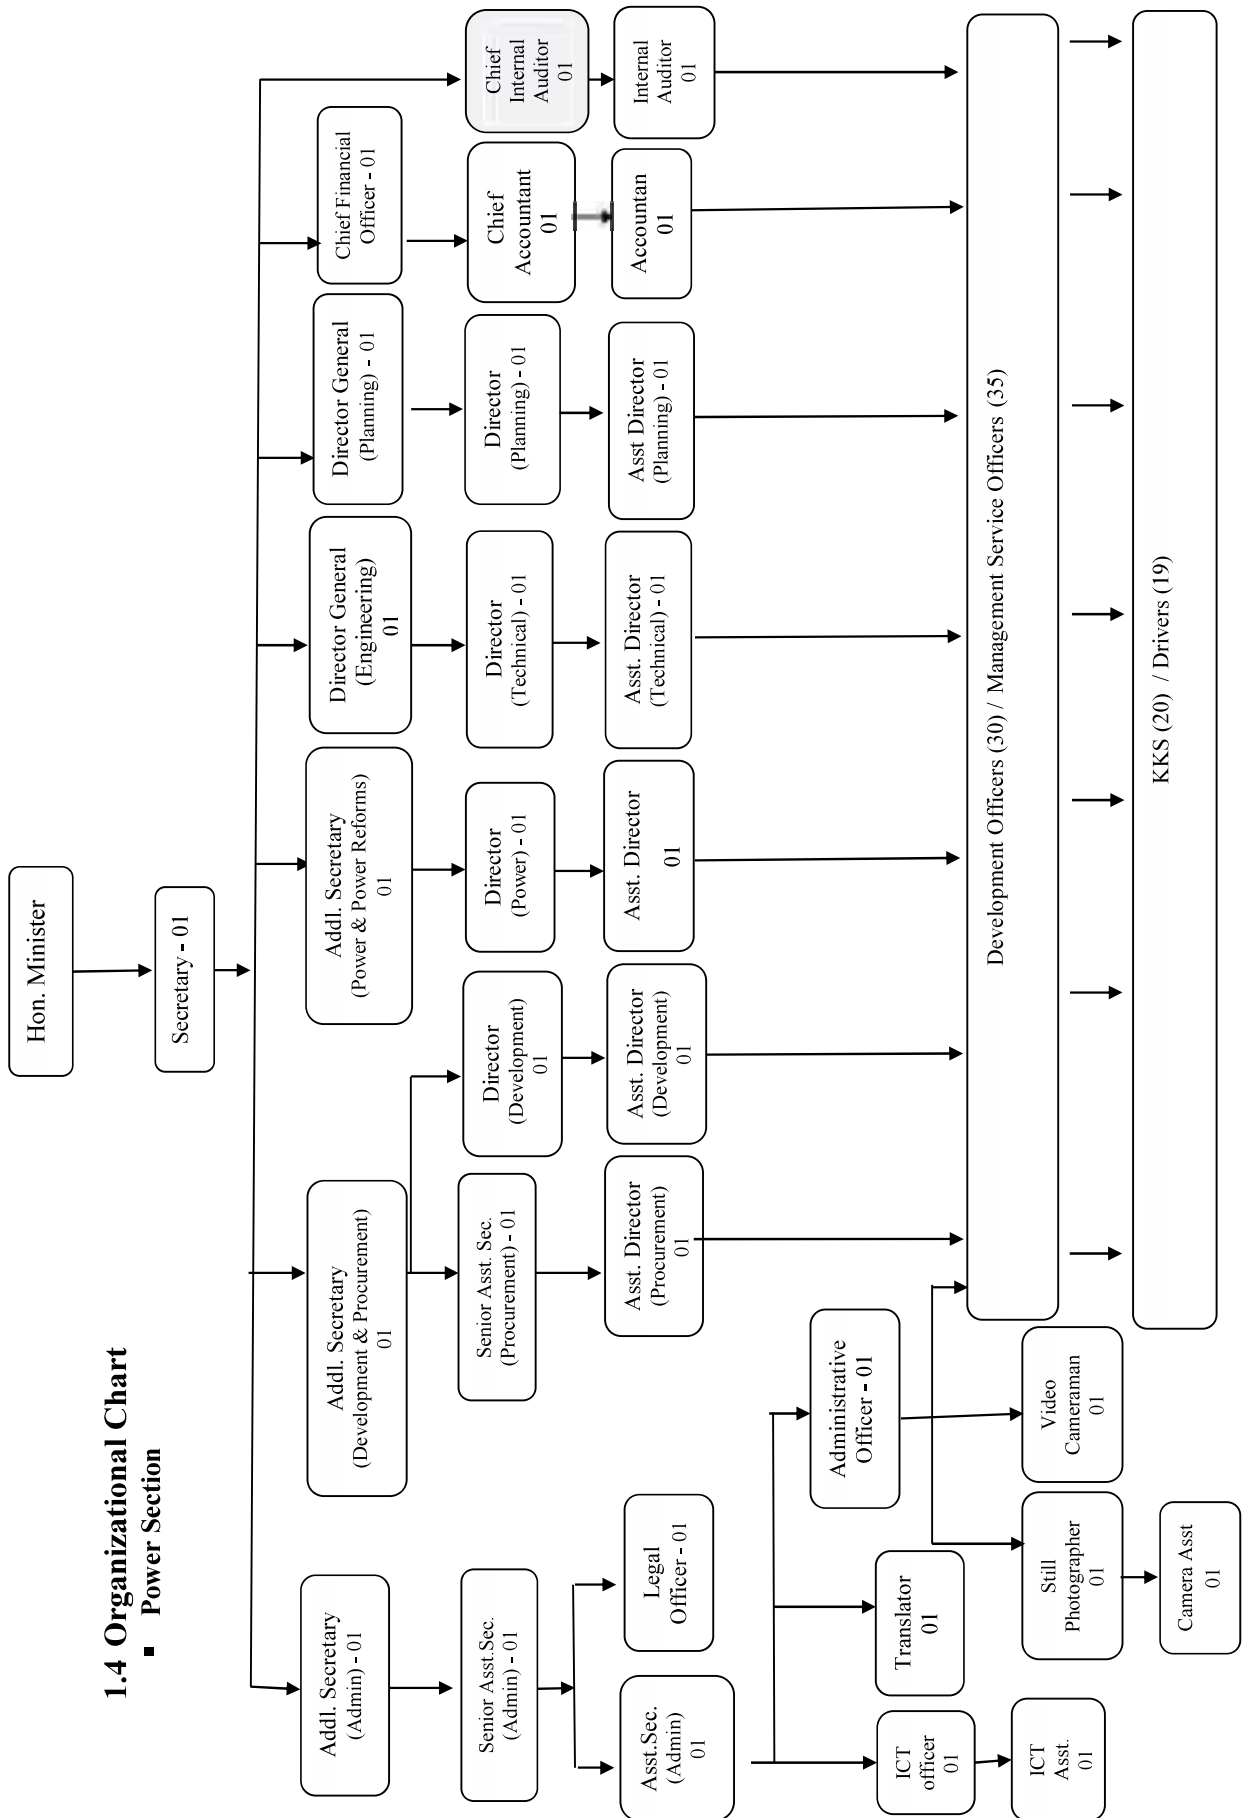 1.4 Organizational Chart
▪ Power Section
Hon. Minister
Secretary - 01
Addl. Secretary
(Admin) - 01
Addl. Secretary
(Development & Procurement)
01
Addl. Secretary
(Power & Power Reforms)
01
Director General
(Engineering)
01
Director General
(Planning) - 01
Chief Financial
Officer - 01
Senior Asst.Sec.
(Admin) - 01
Senior Asst. Sec.
(Procurement) - 01
Director
(Development)
01
Director
(Power) - 01
Director
(Technical) - 01
Director
(Planning) - 01
Chief
Accountant
01
Chief
Internal
Auditor
01
Asst.Sec.
(Admin)
01
Legal
Officer - 01
Asst. Director
(Procurement)
01
Asst. Director
(Development)
01
Asst. Director
01
Asst. Director
(Technical) - 01
Asst Director
(Planning) - 01
Accountan
01
Internal
Auditor
01
ICT
officer
01
Translator
01
Administrative
Officer - 01
ICT
Asst.
01
Still
Photographer
01
Video
Cameraman
01
Camera Asst
01
Development Officers (30) / Management Service Officers (35)
KKS (20) / Drivers (19)